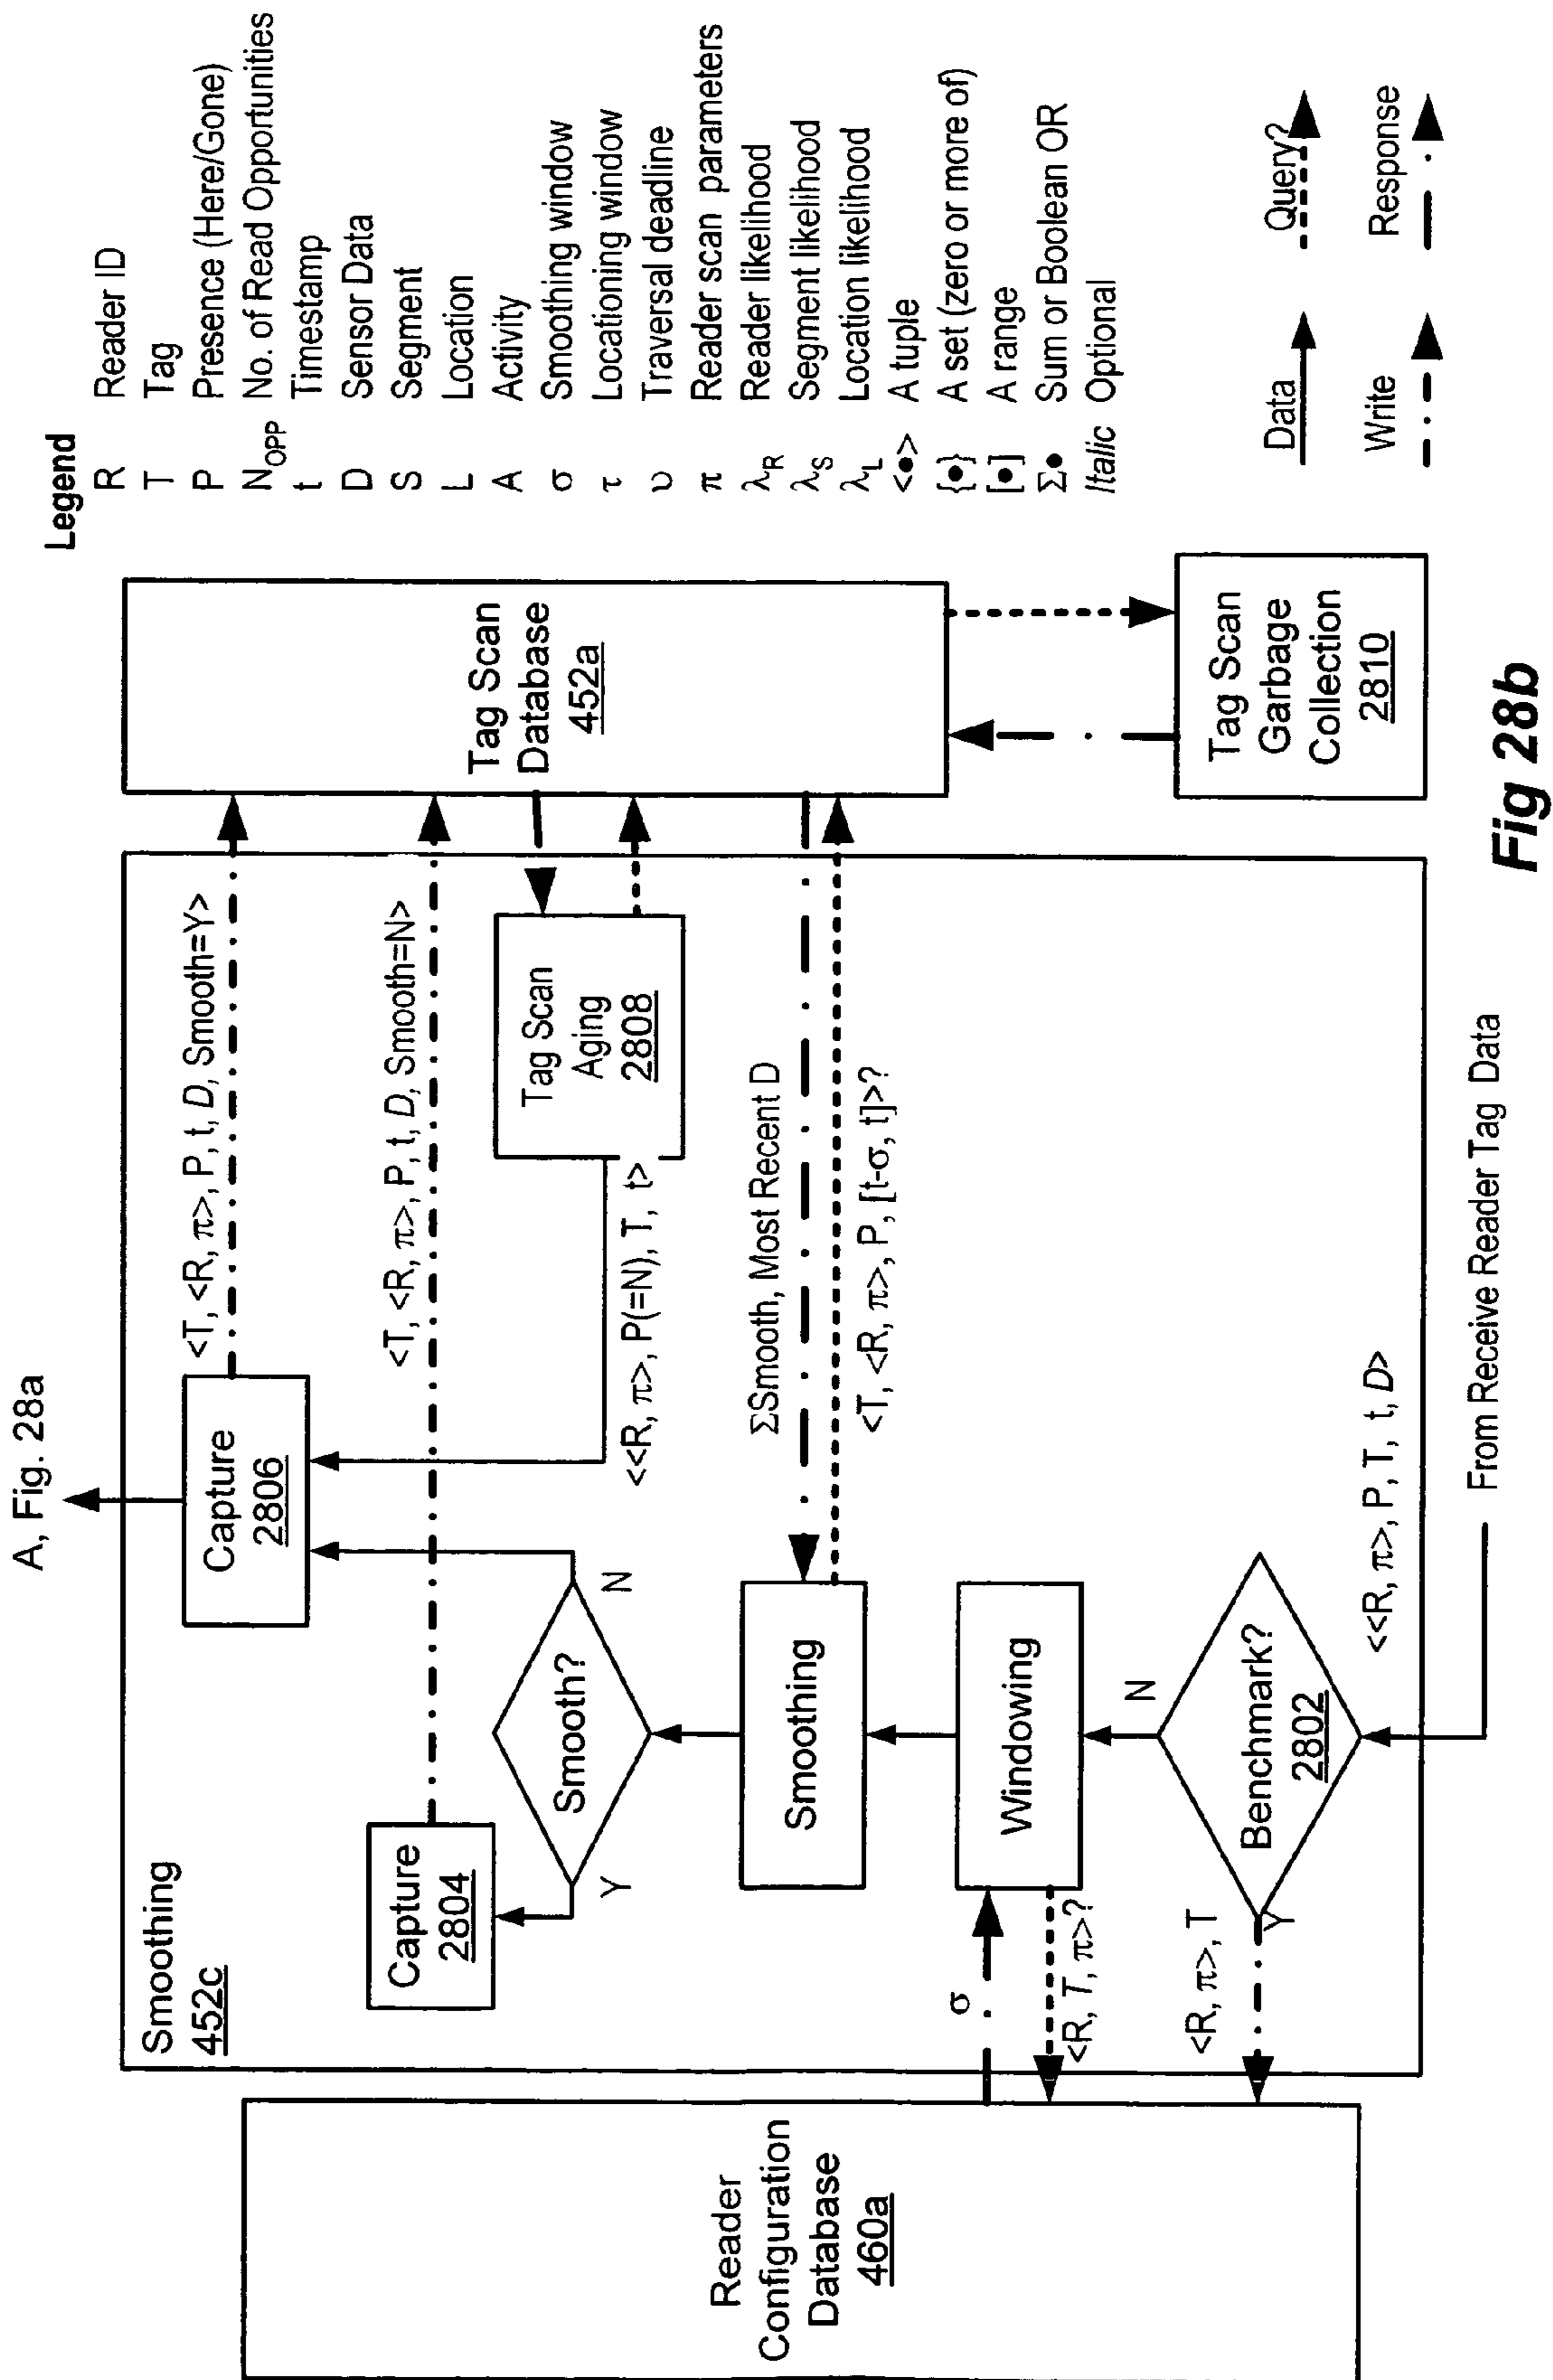 A, Fig. 28a
Smoothing
452c
Reader
Configuration
Database
460a
Capture
2806
<T, <R, π>, P, t, D, Smooth=Y>
Capture
2804
<T, <R, π>, P, t, D, Smooth=N>
Smooth?
Y
N
Tag Scan
Aging
2808
<<R, π>, P(=N), T, t>
Tag Scan
Database
452a
Smoothing
ΣSmooth, Most Recent D
<T, <R, π>, P, [t-σ, t]>?
Windowing
σ
<R, T, π>?
Benchmark?
2802
N
Y
<R, π>, T
<<R, π>, P, T, t, D>
From Receive Reader Tag Data
Tag Scan
Garbage
Collection
2810
Legend
R Reader ID
T Tag
P Presence (Here/Gone)
NOPP No. of Read Opportunities
t Timestamp
D Sensor Data
S Segment
L Location
A Activity
σ Smoothing window
τ Locationing window
υ Traversal deadline
π Reader scan parameters
λR Reader likelihood
λS Segment likelihood
λL Location likelihood
<●> A tuple
{●} A set (zero or more of)
[●] A range
Σ● Sum or Boolean OR
Italic Optional
Data
Query?
Write
Response
Fig 28b